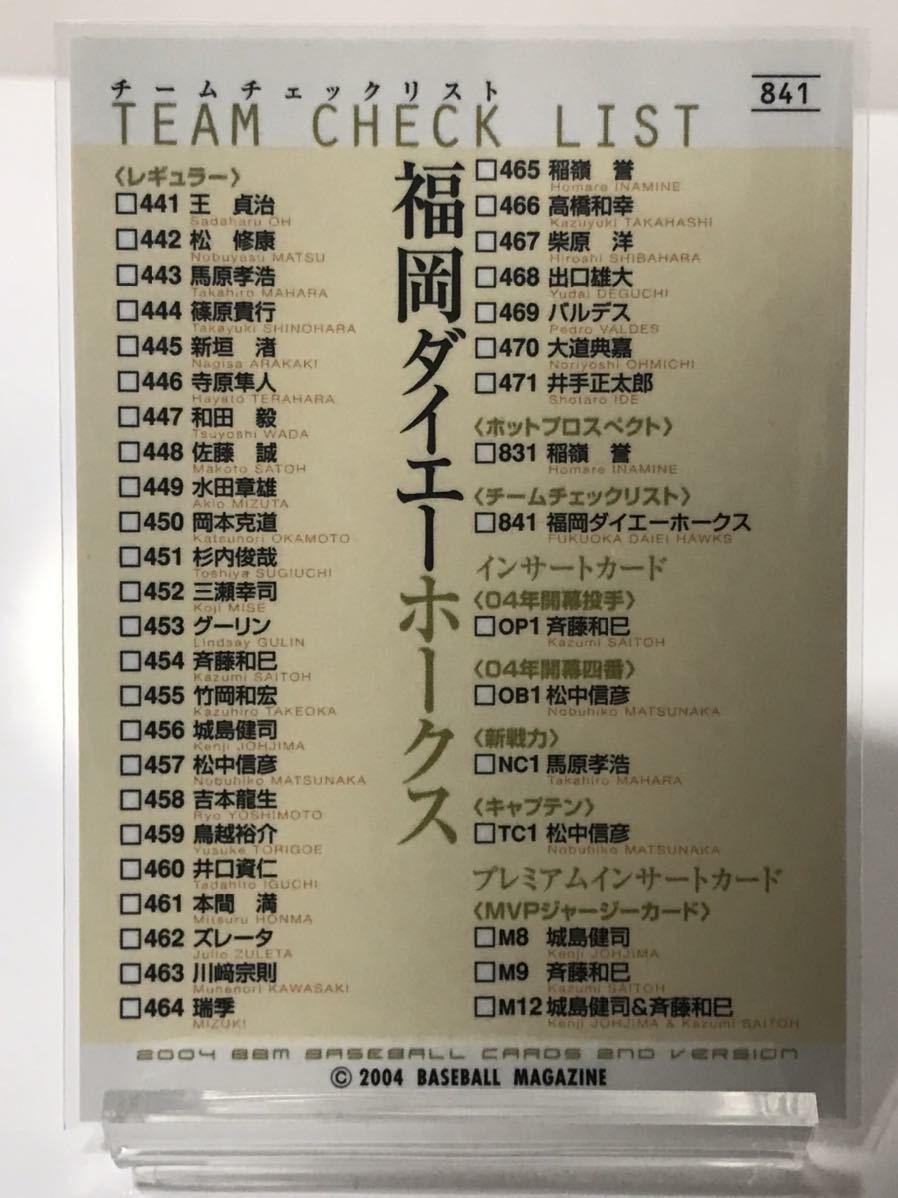 チームチェックリスト
TEAM CHECK LIST
841
〈レギュラー〉
□441 王 貞治
Sadaharu OH
□442 松 修康
Nobuyasu MATSU
□443 馬原孝浩
Takahiro MAHARA
□444 篠原貴行
Takayuki SHINOHARA
□445 新垣 渚
Nagisa ARAKAKI
□446 寺原隼人
Hayato TERAHARA
□447 和田 毅
Tsuyoshi WADA
□448 佐藤 誠
Makoto SATOH
□449 水田章雄
Akio MIZUTA
□450 岡本克道
Katsunori OKAMOTO
□451 杉内俊哉
Toshiya SUGIUCHI
□452 三瀬幸司
Koji MISE
□453 グーリン
Lindsay GULIN
□454 斉藤和巳
Kazumi SAITOH
□455 竹岡和宏
Kazuhiro TAKEOKA
□456 城島健司
Kenji JOHJIMA
□457 松中信彦
Nobuhiko MATSUNAKA
□458 吉本龍生
Ryo YOSHIMOTO
□459 鳥越裕介
Yusuke TORIGOE
□460 井口資仁
Tadahito IGUCHI
□461 本間 満
Mitsuru HONMA
□462 ズレータ
Julio ZULETA
□463 川﨑宗則
Munenori KAWASAKI
□464 瑞季
MIZUKI
福岡ダイエーホークス
□465 稲嶺 誉
Homare INAMINE
□466 高橋和幸
Kazuyuki TAKAHASHI
□467 柴原 洋
Hiroshi SHIBAHARA
□468 出口雄大
Yudai DEGUCHI
□469 バルデス
Pedro VALDES
□470 大道典嘉
Noriyoshi OHMICHI
□471 井手正太郎
Shotaro IDE
〈ホットプロスペクト〉
□831 稲嶺 誉
Homare INAMINE
〈チームチェックリスト〉
□841 福岡ダイエーホークス
FUKUOKA DAIEI HAWKS
インサートカード
〈04年開幕投手〉
□OP1 斉藤和巳
Kazumi SAITOH
〈04年開幕四番〉
□OB1 松中信彦
Nobuhiko MATSUNAKA
〈新戦力〉
□NC1 馬原孝浩
Takahiro MAHARA
〈キャプテン〉
□TC1 松中信彦
Nobuhiko MATSUNAKA
プレミアムインサートカード
〈MVPジャージーカード〉
□M8 城島健司
Kenji JOHJIMA
□M9 斉藤和巳
Kazumi SAITOH
□M12 城島健司&斉藤和巳
Kenji JOHJIMA & Kazumi SAITOH
2004 BBM BASEBALL CARDS 2ND VERSION
© 2004 BASEBALL MAGAZINE